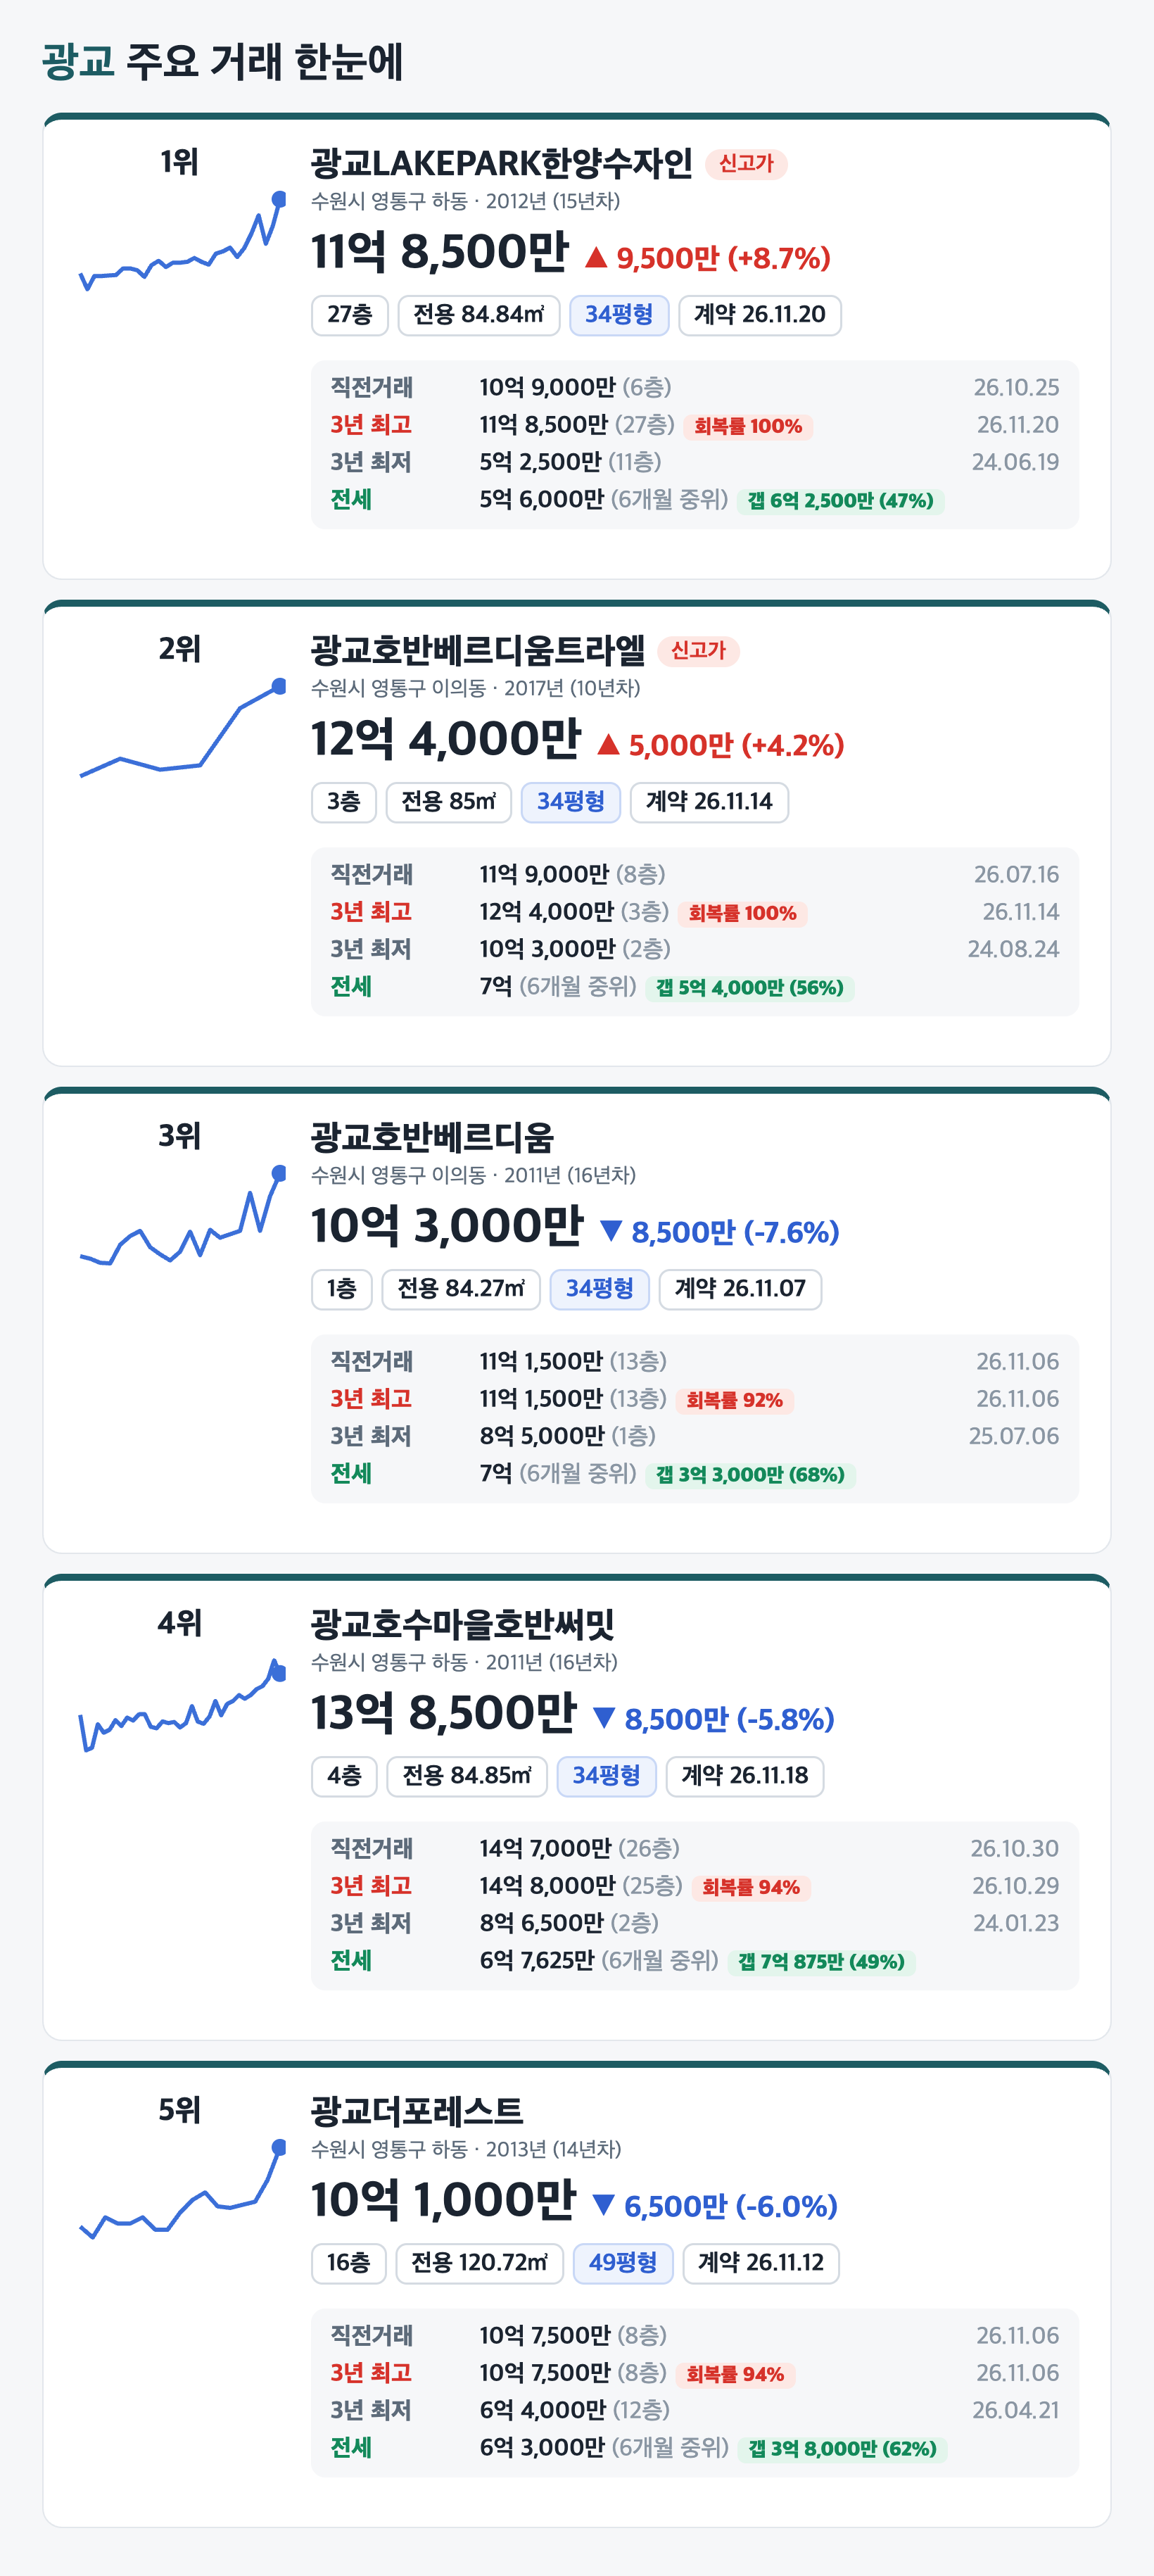 광교 주요 거래 한눈에
1위
광교LAKEPARK한양수자인 신고가
수원시 영통구 하동 · 2012년 (15년차)
11억 8,500만 ▲ 9,500만 (+8.7%)
27층 전용 84.84㎡ 34평형 계약 26.11.20
직전거래 10억 9,000만 (6층) 26.10.25
3년 최고 11억 8,500만 (27층) 회복률 100% 26.11.20
3년 최저 5억 2,500만 (11층) 24.06.19
전세 5억 6,000만 (6개월 중위) 갭 6억 2,500만 (47%)
2위
광교호반베르디움트라엘 신고가
수원시 영통구 이의동 · 2017년 (10년차)
12억 4,000만 ▲ 5,000만 (+4.2%)
3층 전용 85㎡ 34평형 계약 26.11.14
직전거래 11억 9,000만 (8층) 26.07.16
3년 최고 12억 4,000만 (3층) 회복률 100% 26.11.14
3년 최저 10억 3,000만 (2층) 24.08.24
전세 7억 (6개월 중위) 갭 5억 4,000만 (56%)
3위
광교호반베르디움
수원시 영통구 이의동 · 2011년 (16년차)
10억 3,000만 ▼ 8,500만 (-7.6%)
1층 전용 84.27㎡ 34평형 계약 26.11.07
직전거래 11억 1,500만 (13층) 26.11.06
3년 최고 11억 1,500만 (13층) 회복률 92% 26.11.06
3년 최저 8억 5,000만 (1층) 25.07.06
전세 7억 (6개월 중위) 갭 3억 3,000만 (68%)
4위
광교호수마을호반써밋
수원시 영통구 하동 · 2011년 (16년차)
13억 8,500만 ▼ 8,500만 (-5.8%)
4층 전용 84.85㎡ 34평형 계약 26.11.18
직전거래 14억 7,000만 (26층) 26.10.30
3년 최고 14억 8,000만 (25층) 회복률 94% 26.10.29
3년 최저 8억 6,500만 (2층) 24.01.23
전세 6억 7,625만 (6개월 중위) 갭 7억 875만 (49%)
5위
광교더포레스트
수원시 영통구 하동 · 2013년 (14년차)
10억 1,000만 ▼ 6,500만 (-6.0%)
16층 전용 120.72㎡ 49평형 계약 26.11.12
직전거래 10억 7,500만 (8층) 26.11.06
3년 최고 10억 7,500만 (8층) 회복률 94% 26.11.06
3년 최저 6억 4,000만 (12층) 26.04.21
전세 6억 3,000만 (6개월 중위) 갭 3억 8,000만 (62%)